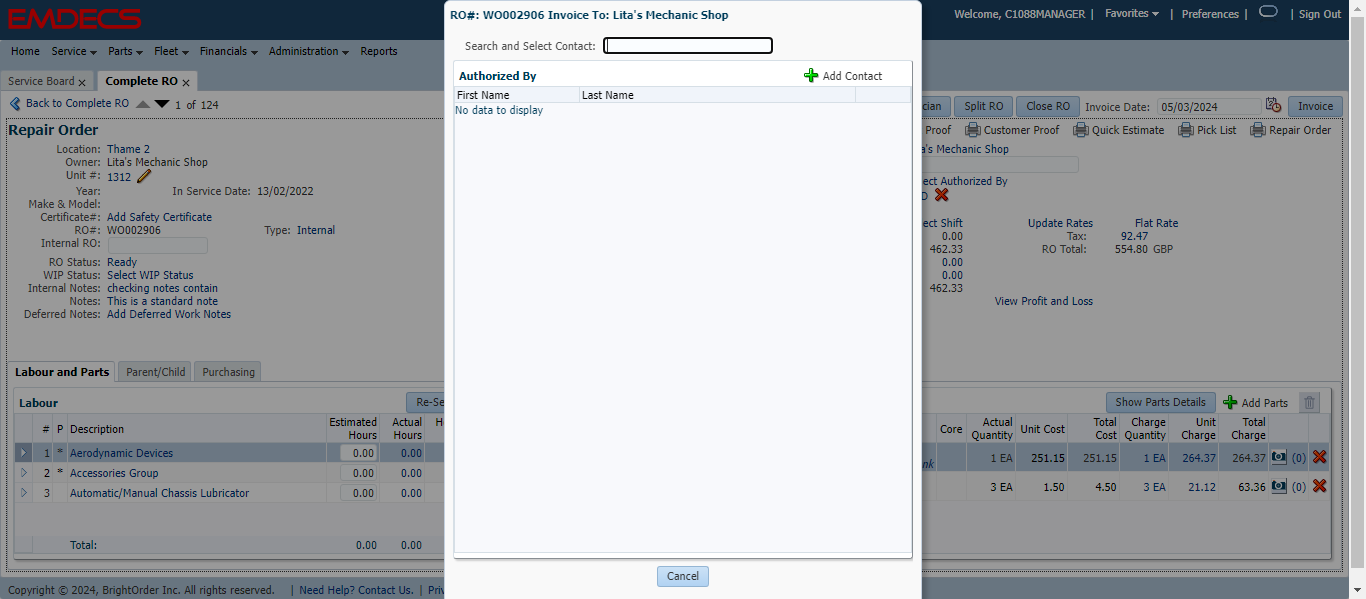 EMDECS
Welcome, C1088MANAGER | Favorites | Preferences | | Sign Out
Home Service Parts Fleet Financials Administration Reports
Service Board x Complete RO x
Back to Complete RO 1 of 124
Split RO Close RO Invoice Date: 05/03/2024 Invoice
Proof Customer Proof Quick Estimate Pick List Repair Order
Repair Order
Location: Thame 2
Owner: Lita's Mechanic Shop
Unit #: 1312
Year: In Service Date: 13/02/2022
Make & Model:
Certificate#: Add Safety Certificate
RO#: WO002906 Type: Internal
Internal RO:
RO Status: Ready
WIP Status: Select WIP Status
Internal Notes: checking notes contain
Notes: This is a standard note
Deferred Notes: Add Deferred Work Notes
RO#: WO002906 Invoice To: Lita's Mechanic Shop
Search and Select Contact:
Authorized By Add Contact
First Name Last Name
No data to display
Cancel
's Mechanic Shop
ect Authorized By
ect Shift Update Rates Flat Rate
0.00 Tax: 92.47
462.33 RO Total: 554.80 GBP
0.00
0.00
462.33
View Profit and Loss
Labour and Parts Parent/Child Purchasing
Labour Re-Se
# P Description Estimated Hours Actual Hours H
1 * Aerodynamic Devices 0.00 0.00
2 * Accessories Group 0.00 0.00
3 Automatic/Manual Chassis Lubricator 0.00 0.00
Total: 0.00 0.00
Show Parts Details Add Parts
Core Actual Quantity Unit Cost Total Cost Charge Quantity Unit Charge Total Charge
nk 1 EA 251.15 251.15 1 EA 264.37 264.37 (0)
3 EA 1.50 4.50 3 EA 21.12 63.36 (0)
Copyright © 2024, BrightOrder Inc. All rights reserved. | Need Help? Contact Us. | Priv